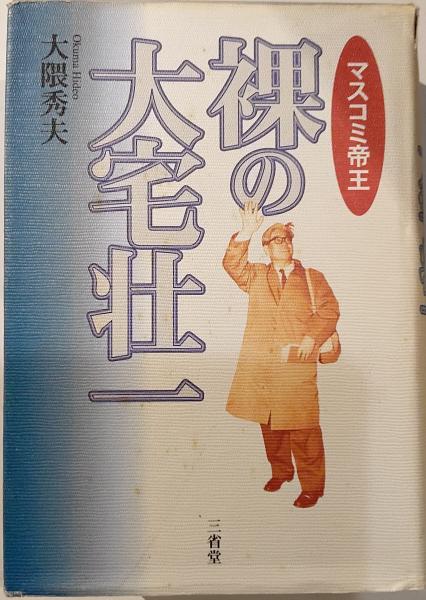 マスコミ帝王
裸の
大宅壮一
大隈秀夫
Okuma Hideo
三省堂